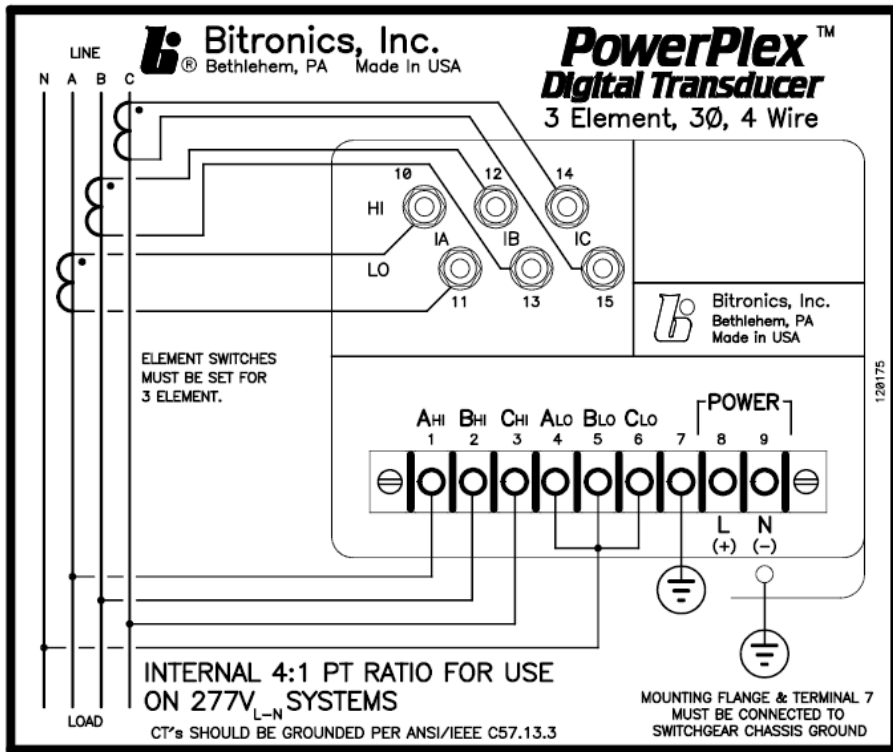 LINE
N A B C
® Bitronics, Inc.
Bethlehem, PA Made In USA
PowerPlex™
Digital Transducer
3 Element, 3Ø, 4 Wire
10 12 14
HI
IA IB IC
LO
11 13 15
Bitronics, Inc.
Bethlehem, PA
Made in USA
120175
ELEMENT SWITCHES
MUST BE SET FOR
3 ELEMENT.
POWER
AHI BHI CHI ALO BLO CLO
1 2 3 4 5 6 7 8 9
L N
(+) (-)
INTERNAL 4:1 PT RATIO FOR USE
ON 277V L-N SYSTEMS
LOAD
CT's SHOULD BE GROUNDED PER ANSI/IEEE C57.13.3
MOUNTING FLANGE & TERMINAL 7
MUST BE CONNECTED TO
SWITCHGEAR CHASSIS GROUND